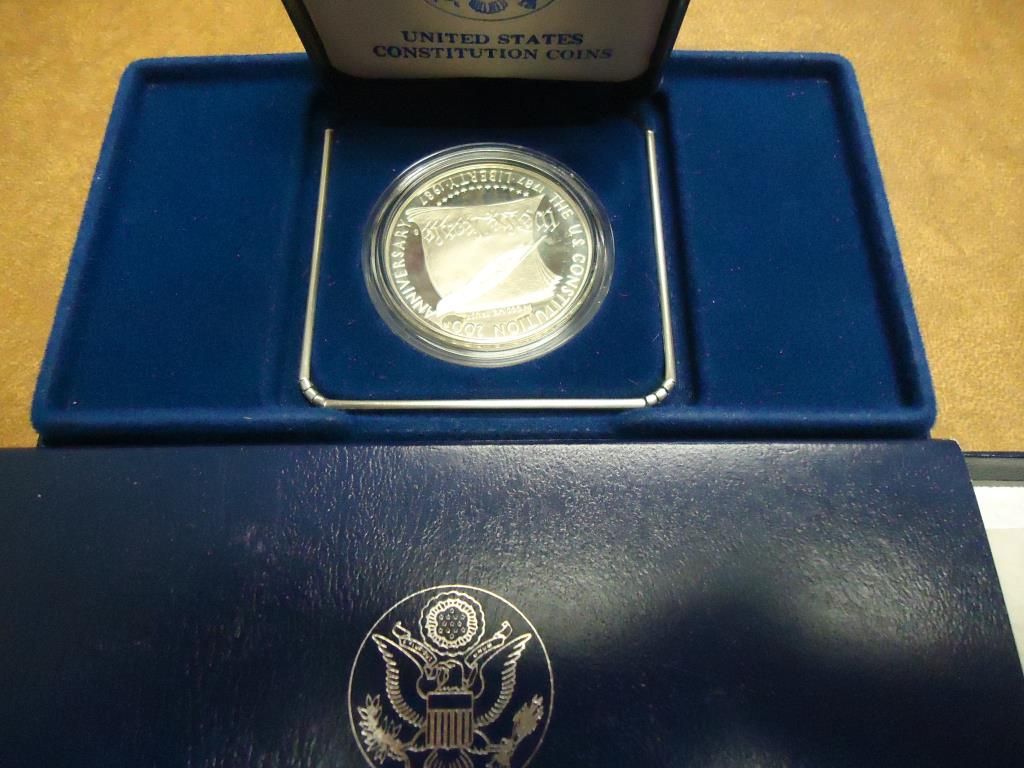 UNITED STATES
CONSTITUTION COINS
THE U.S. CONSTITUTION 200TH ANNIVERSARY
1787 · LIBERTY · 1987